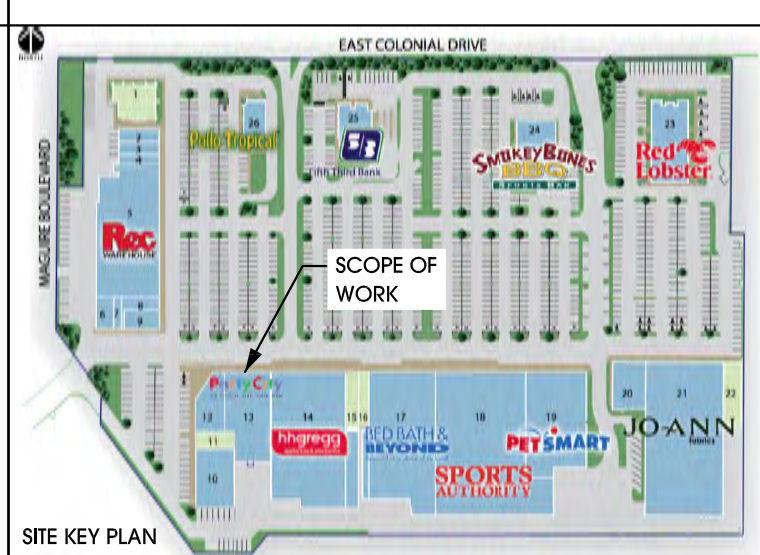 NORTH
EAST COLONIAL DRIVE
MAGUIRE BOULEVARD
1
2
3
4
5
Rec
WAREHOUSE
6 7 8
9
26
Pollo Tropical
25
Fifth Third Bank
24
SMOKEY BONES
BBQ
SPORTS BAR
23
Red
Lobster
SCOPE OF
WORK
Party City
12 13 14 15 16 17 18 19 20 21 22
11
10
hhgregg
BED BATH &
BEYOND
SPORTS
AUTHORITY
PETSMART
JO-ANN
fabrics
SITE KEY PLAN